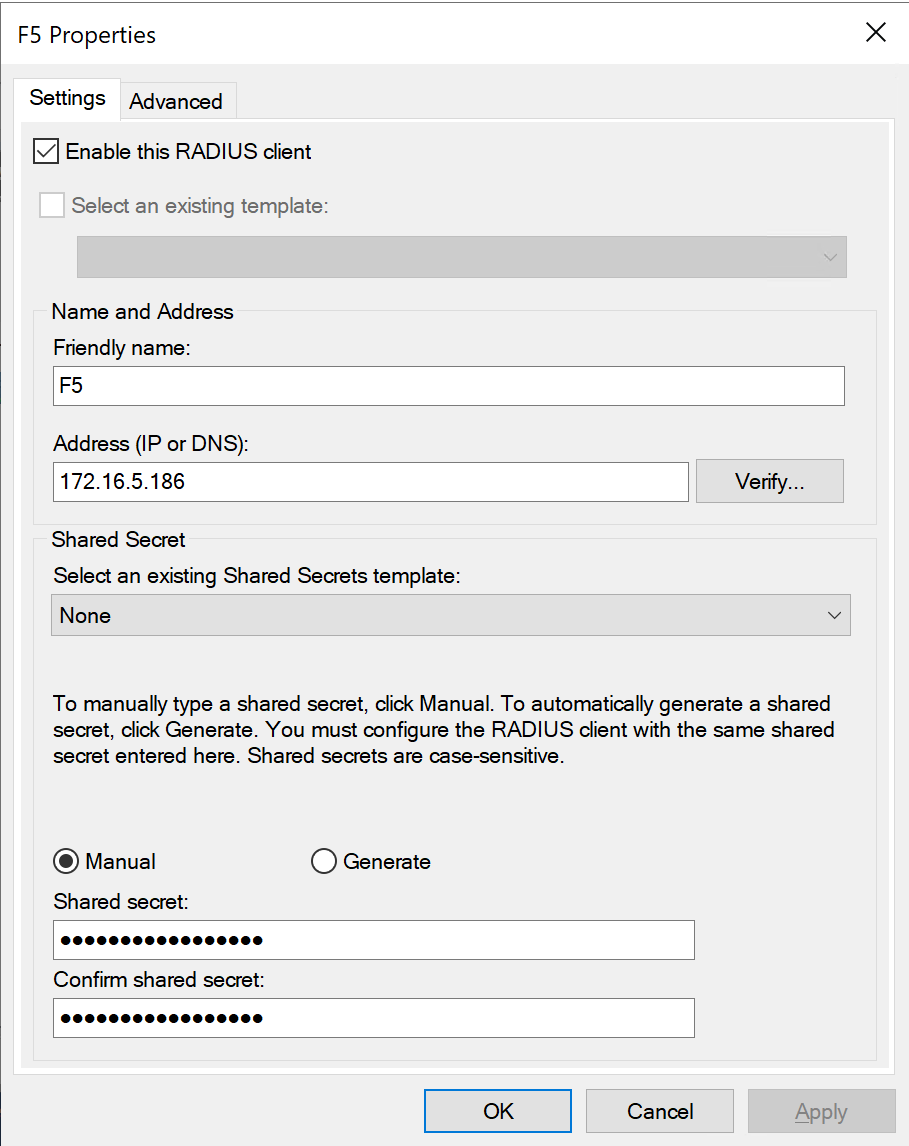 F5 Properties
Settings
Advanced
Enable this RADIUS client
Select an existing template:
Name and Address
Friendly name:
F5
Address (IP or DNS):
172.16.5.186
Verify...
Shared Secret
Select an existing Shared Secrets template:
None
To manually type a shared secret, click Manual. To automatically generate a shared
secret, click Generate. You must configure the RADIUS client with the same shared
secret entered here. Shared secrets are case-sensitive.
Manual
Generate
Shared secret:
●●●●●●●●●●●●●●●●●
Confirm shared secret:
●●●●●●●●●●●●●●●●●
OK
Cancel
Apply